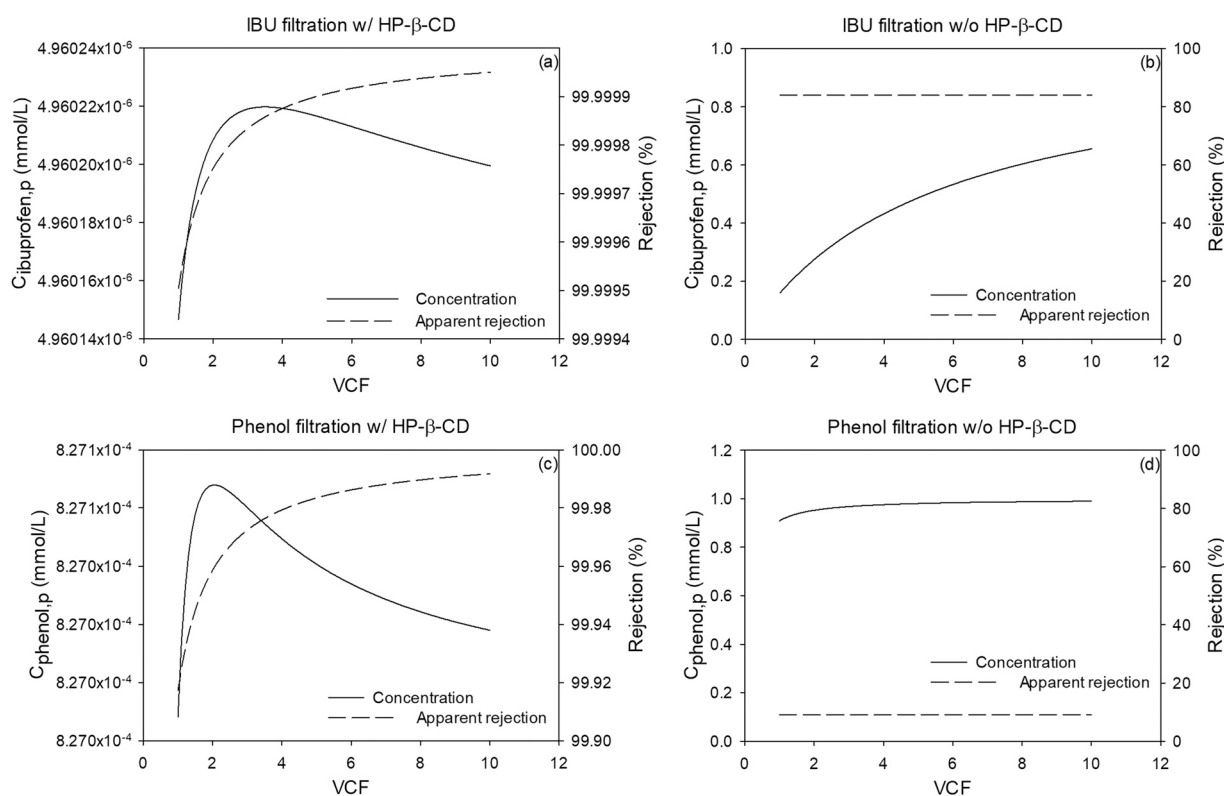 IBU filtration w/ HP-β-CD
(a)
4.96024x10⁻⁶
4.96022x10⁻⁶
4.96020x10⁻⁶
4.96018x10⁻⁶
4.96016x10⁻⁶
4.96014x10⁻⁶
Cibuprofen,p (mmol/L)
99.9999
99.9998
99.9997
99.9996
99.9995
99.9994
Rejection (%)
Concentration
Apparent rejection
0 2 4 6 8 10 12
VCF
IBU filtration w/o HP-β-CD
(b)
1.0
0.8
0.6
0.4
0.2
0.0
Cibuprofen,p (mmol/L)
100
80
60
40
20
0
Rejection (%)
Concentration
Apparent rejection
0 2 4 6 8 10 12
VCF
Phenol filtration w/ HP-β-CD
(c)
8.271x10⁻⁴
8.271x10⁻⁴
8.270x10⁻⁴
8.270x10⁻⁴
8.270x10⁻⁴
8.270x10⁻⁴
Cphenol,p (mmol/L)
100.00
99.98
99.96
99.94
99.92
99.90
Rejection (%)
Concentration
Apparent rejection
0 2 4 6 8 10 12
VCF
Phenol filtration w/o HP-β-CD
(d)
1.2
1.0
0.8
0.6
0.4
0.2
0.0
Cphenol,p (mmol/L)
100
80
60
40
20
0
Rejection (%)
Concentration
Apparent rejection
0 2 4 6 8 10 12
VCF